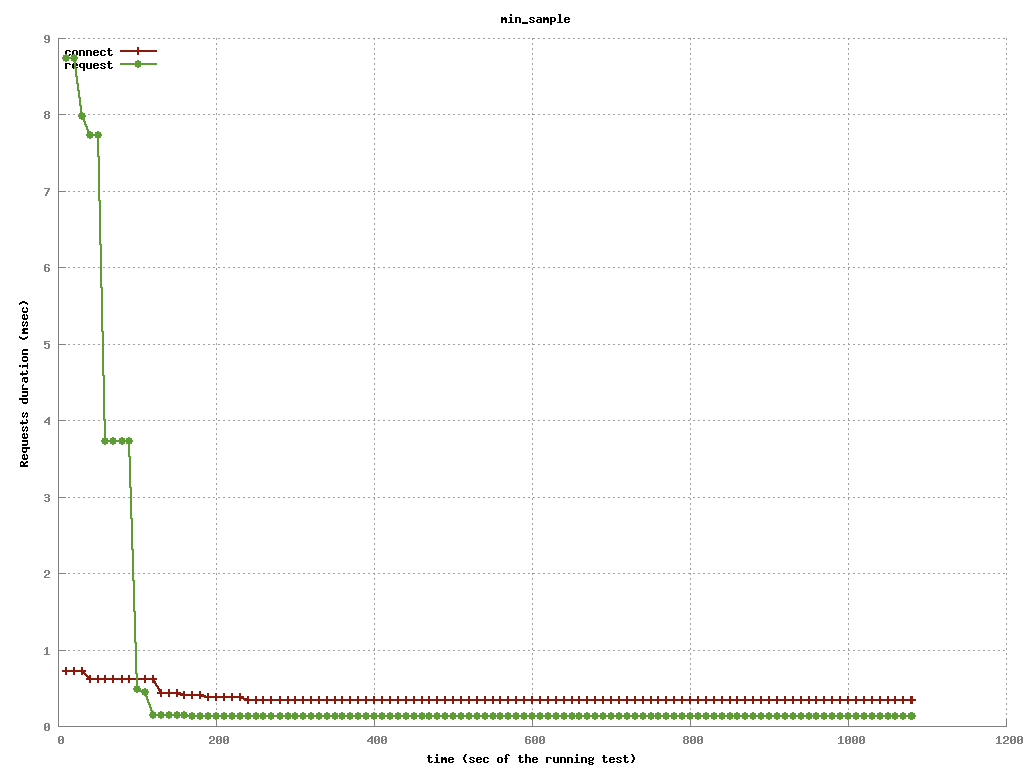 min_sample
connect
request
9
8
7
6
5
4
3
2
1
0
Requests duration (msec)
0 200 400 600 800 1000 1200
time (sec of the running test)